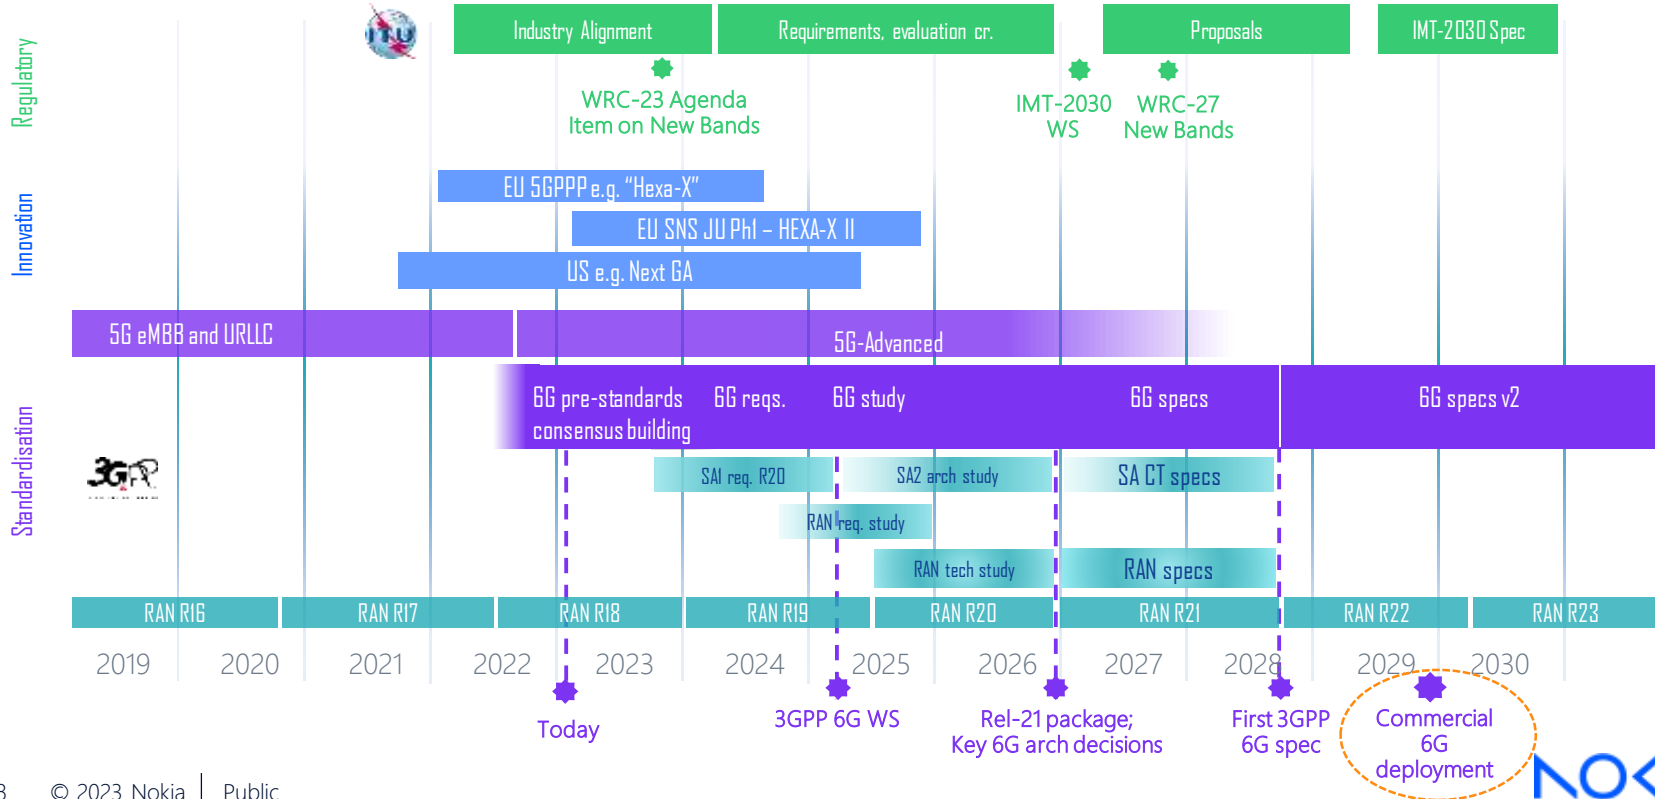 Regulatory
ITU
Industry Alignment
Requirements, evaluation cr.
Proposals
IMT-2030 Spec
WRC-23 Agenda
Item on New Bands
IMT-2030
WS
WRC-27
New Bands
Innovation
EU 5GPPP e.g. “Hexa-X”
EU SNS JU Ph1 – HEXA-X II
US e.g. Next GA
5G eMBB and URLLC
5G-Advanced
Standardisation
6G pre-standards
consensus building
6G reqs.
6G study
6G specs
6G specs v2
3GPP
SA1 req. R20
SA2 arch study
SA CT specs
RAN req. study
RAN tech study
RAN specs
RAN R16
RAN R17
RAN R18
RAN R19
RAN R20
RAN R21
RAN R22
RAN R23
2019
2020
2021
2022
2023
2024
2025
2026
2027
2028
2029
2030
Today
3GPP 6G WS
Rel-21 package;
Key 6G arch decisions
First 3GPP
6G spec
Commercial
6G
deployment
3
© 2023 Nokia
Public
NOK